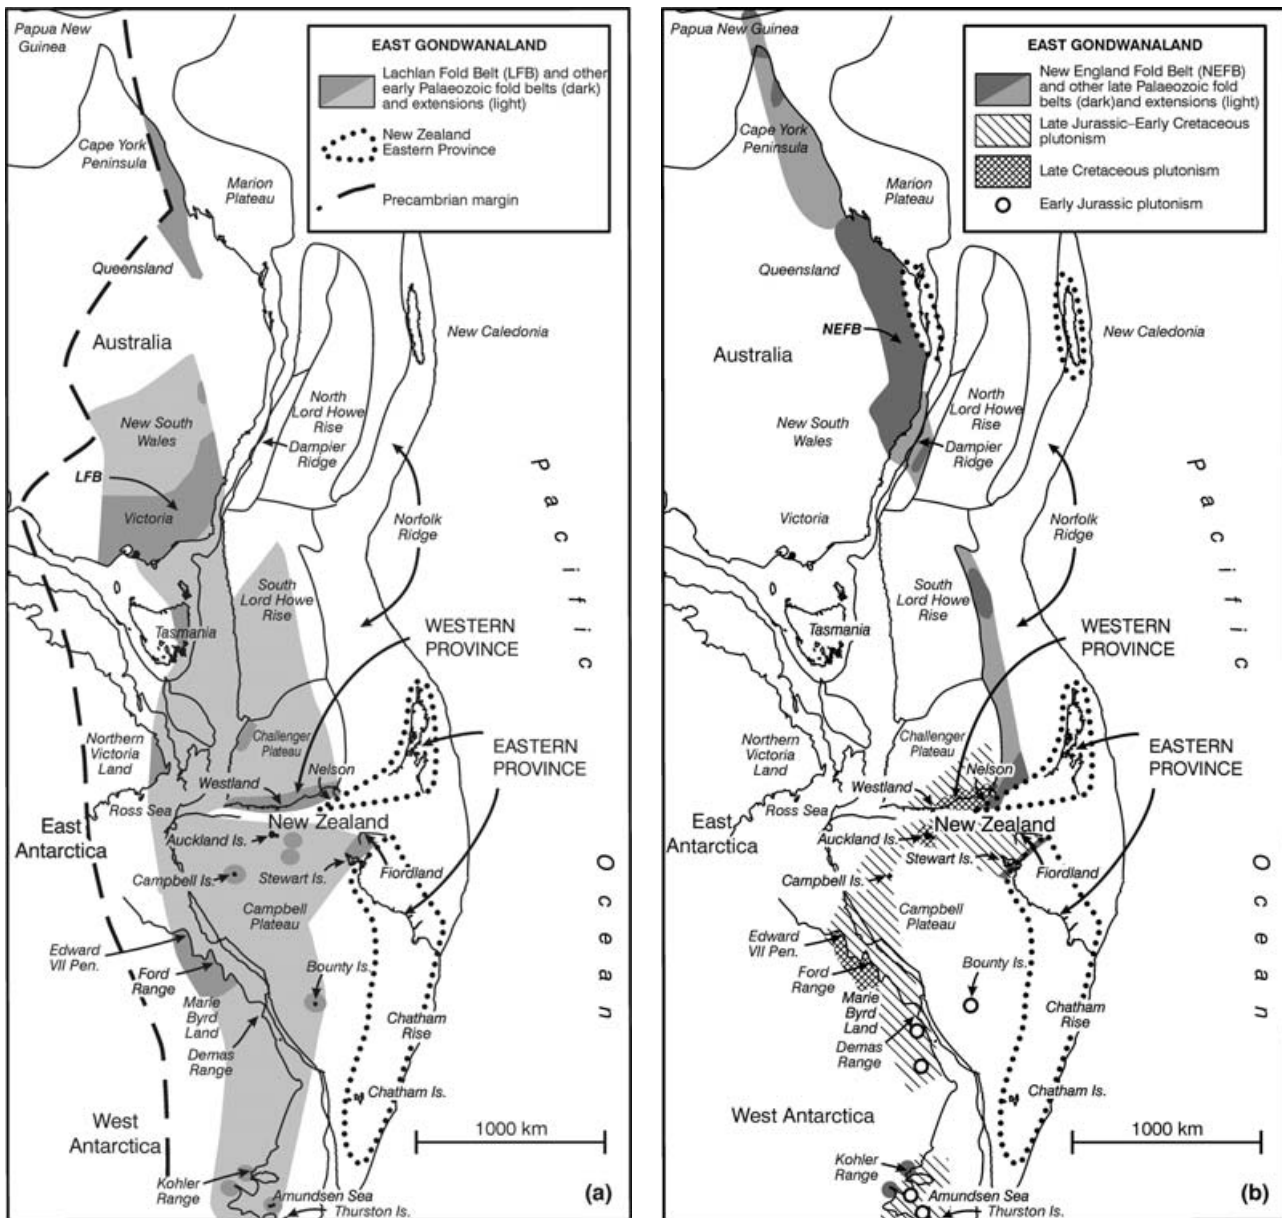 Papua New
Guinea
EAST GONDWANALAND
Lachlan Fold Belt (LFB) and other
early Palaeozoic fold belts (dark)
and extensions (light)
New Zealand
Eastern Province
Precambrian margin
Cape York
Peninsula
Marion
Plateau
Queensland
New Caledonia
Australia
North
Lord Howe
Rise
New South
Wales
Dampier
Ridge
LFB
Victoria
Norfolk
Ridge
Pacific
South
Lord Howe
Rise
Tasmania
WESTERN
PROVINCE
Northern
Victoria
Land
Challenger
Plateau
EASTERN
PROVINCE
Nelson
Westland
Ross Sea
New Zealand
East
Antarctica
Auckland Is.
Stewart Is.
Fiordland
Campbell Is.
Campbell
Plateau
Ocean
Edward
VII Pen.
Ford
Range
Bounty Is.
Marie
Byrd
Land
Chatham
Rise
Demas
Range
Chatham Is.
West
Antarctica
1000 km
Kohler
Range
Amundsen Sea
Thurston Is.
(a)
Papua New Guinea
EAST GONDWANALAND
New England Fold Belt (NEFB)
and other late Palaeozoic fold
belts (dark)and extensions (light)
Late Jurassic–Early Cretaceous
plutonism
Late Cretaceous plutonism
Early Jurassic plutonism
Cape York
Peninsula
Marion
Plateau
Queensland
NEFB
New Caledonia
Australia
New South
Wales
Dampier
Ridge
Victoria
Norfolk
Ridge
Pacific
South
Lord Howe
Rise
Tasmania
WESTERN
PROVINCE
Northern
Victoria
Land
Challenger
Plateau
EASTERN
PROVINCE
Nelson
Westland
Ross Sea
New Zealand
East
Antarctica
Auckland Is.
Stewart Is.
Fiordland
Campbell Is.
Campbell
Plateau
Ocean
Edward
VII Pen.
Ford
Range
Bounty Is.
Marie
Byrd
Land
Chatham
Rise
Demas
Range
Chatham Is.
West Antarctica
1000 km
Kohler
Range
Amundsen Sea
Thurston Is.
(b)